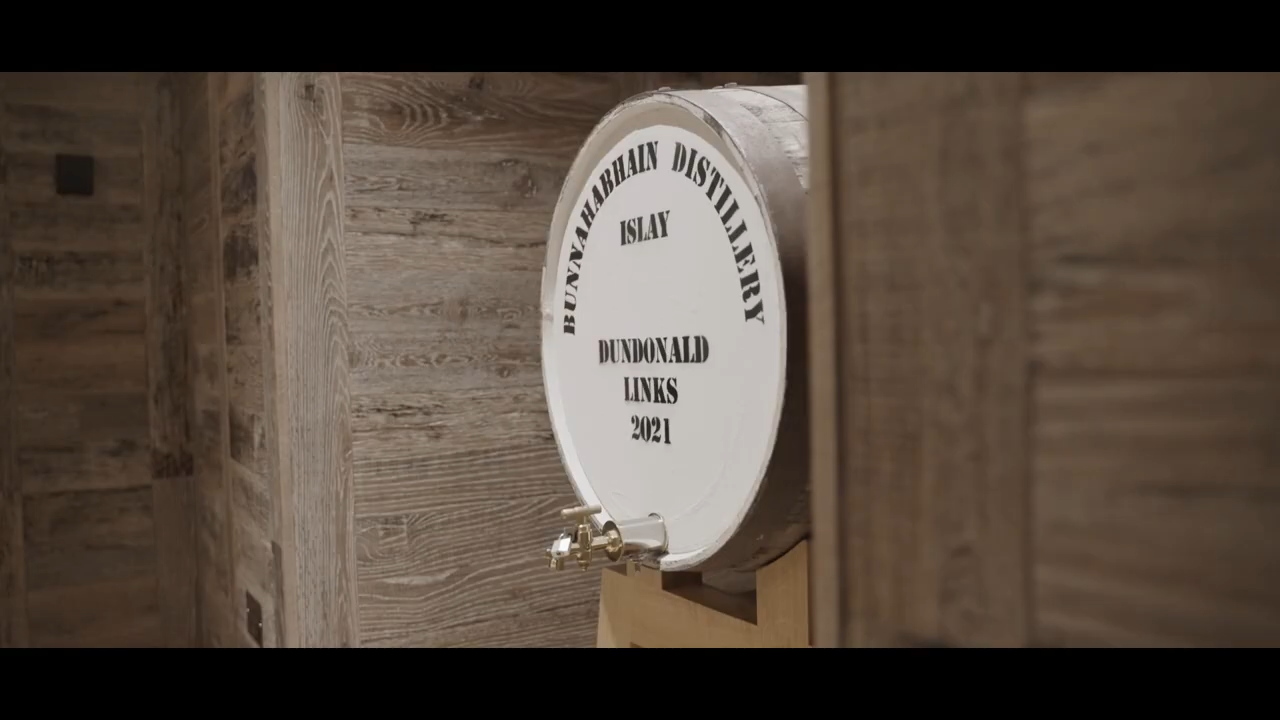 BUNNAHABHAIN DISTILLERY
ISLAY
DUNDONALD
LINKS
2021